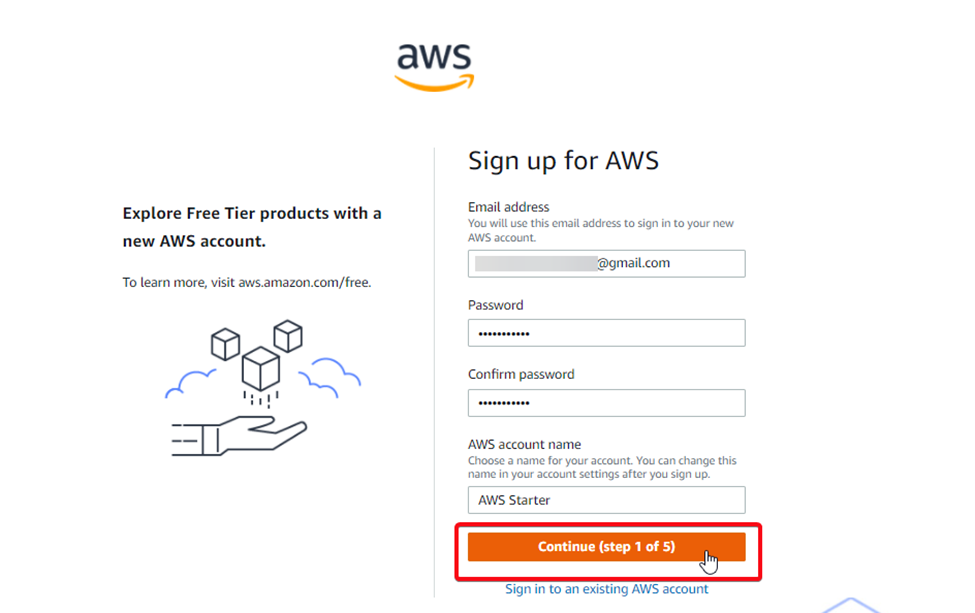 aws
Explore Free Tier products with a
new AWS account.
To learn more, visit aws.amazon.com/free.
Sign up for AWS
Email address
You will use this email address to sign in to your new
AWS account.
@gmail.com
Password
•••••••••••
Confirm password
•••••••••••
AWS account name
Choose a name for your account. You can change this
name in your account settings after you sign up.
AWS Starter
Continue (step 1 of 5)
Sign in to an existing AWS account